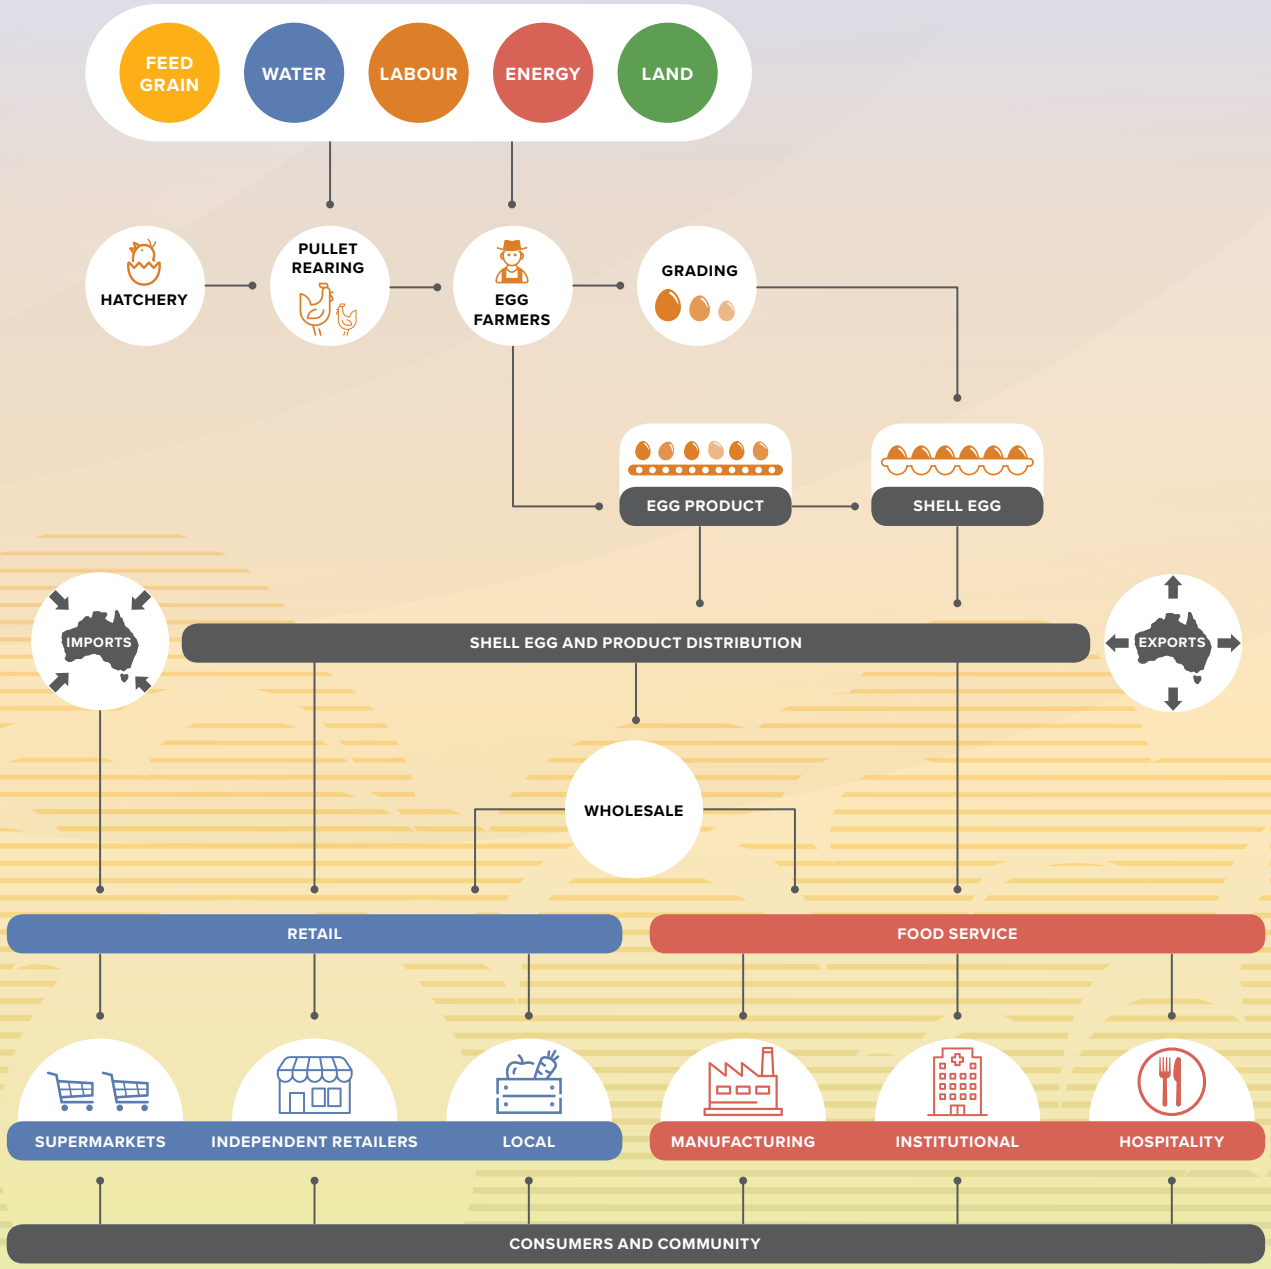 FEED
GRAIN
WATER
LABOUR
ENERGY
LAND
HATCHERY
PULLET
REARING
EGG
FARMERS
GRADING
EGG PRODUCT
SHELL EGG
IMPORTS
SHELL EGG AND PRODUCT DISTRIBUTION
EXPORTS
WHOLESALE
RETAIL
FOOD SERVICE
SUPERMARKETS
INDEPENDENT RETAILERS
LOCAL
MANUFACTURING
INSTITUTIONAL
HOSPITALITY
CONSUMERS AND COMMUNITY